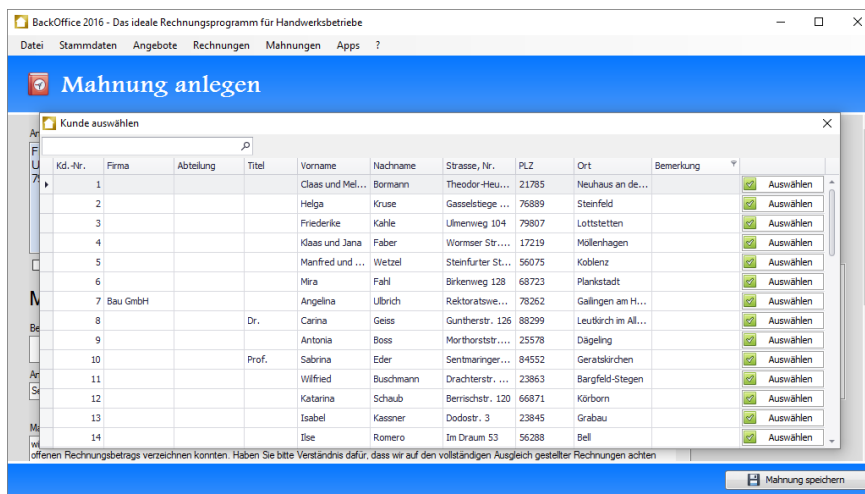 BackOffice 2016 - Das ideale Rechnungsprogramm für Handwerksbetriebe
Datei Stammdaten Angebote Rechnungen Mahnungen Apps ?
Mahnung anlegen
Kunde auswählen
Kd.-Nr. Firma Abteilung Titel Vorname Nachname Strasse, Nr. PLZ Ort Bemerkung
1 Claas und Mel... Bormann Theodor-Heu... 21785 Neuhaus an de... Auswählen
2 Helga Kruse Gasselstiege ... 76889 Steinfeld Auswählen
3 Friederike Kahle Ulmenweg 104 79807 Lottstetten Auswählen
4 Klaas und Jana Faber Wormser Str.... 17219 Möllenhagen Auswählen
5 Manfred und ... Wetzel Steinfurter St... 56075 Koblenz Auswählen
6 Mira Fahl Birkenweg 128 68723 Plankstadt Auswählen
7 Bau GmbH Angelina Ulbrich Rektoratswe... 78262 Gailingen am H... Auswählen
8 Dr. Carina Geiss Guntherstr. 126 88299 Leutkirch im All... Auswählen
9 Antonia Boss Morthorststr.... 25578 Dägeling Auswählen
10 Prof. Sabrina Eder Sentmaringer... 84552 Geratskirchen Auswählen
11 Wilfried Buschmann Drachterstr. ... 23863 Bargfeld-Stegen Auswählen
12 Katarina Schaub Berrischstr. 120 66871 Körborn Auswählen
13 Isabel Kassner Dodostr. 3 23845 Grabau Auswählen
14 Ilse Romero Im Draum 53 56288 Bell Auswählen
offenen Rechnungsbetrags verzeichnen konnten. Haben Sie bitte Verständnis dafür, dass wir auf den vollständigen Ausgleich gestellter Rechnungen achten
Mahnung speichern